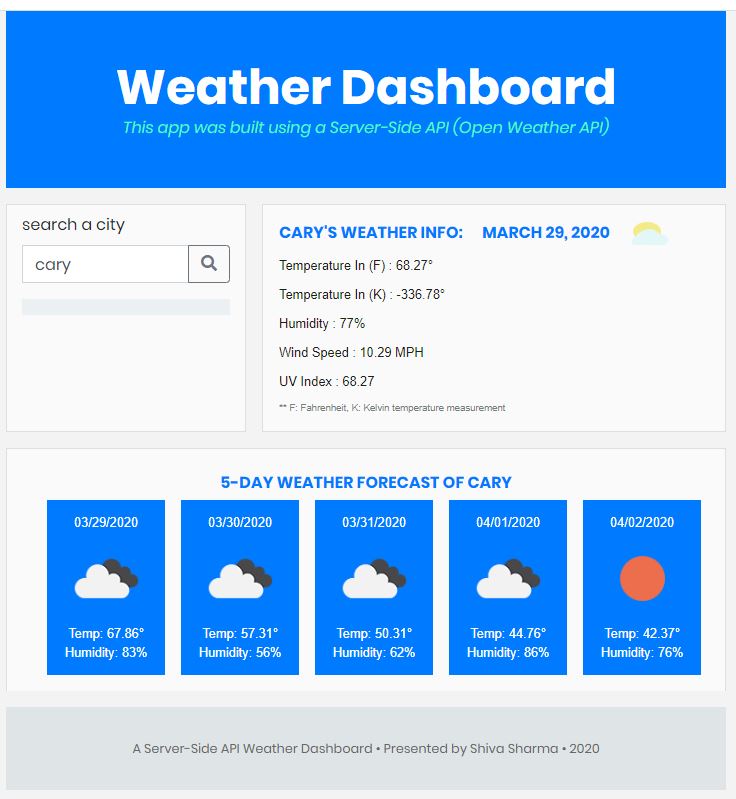 Weather Dashboard
This app was built using a Server-Side API (Open Weather API)
search a city
cary
CARY'S WEATHER INFO: MARCH 29, 2020
Temperature In (F) : 68.27°
Temperature In (K) : -336.78°
Humidity : 77%
Wind Speed : 10.29 MPH
UV Index : 68.27
** F: Fahrenheit, K: Kelvin temperature measurement
5-DAY WEATHER FORECAST OF CARY
03/29/2020
Temp: 67.86°
Humidity: 83%
03/30/2020
Temp: 57.31°
Humidity: 56%
03/31/2020
Temp: 50.31°
Humidity: 62%
04/01/2020
Temp: 44.76°
Humidity: 86%
04/02/2020
Temp: 42.37°
Humidity: 76%
A Server-Side API Weather Dashboard • Presented by Shiva Sharma • 2020